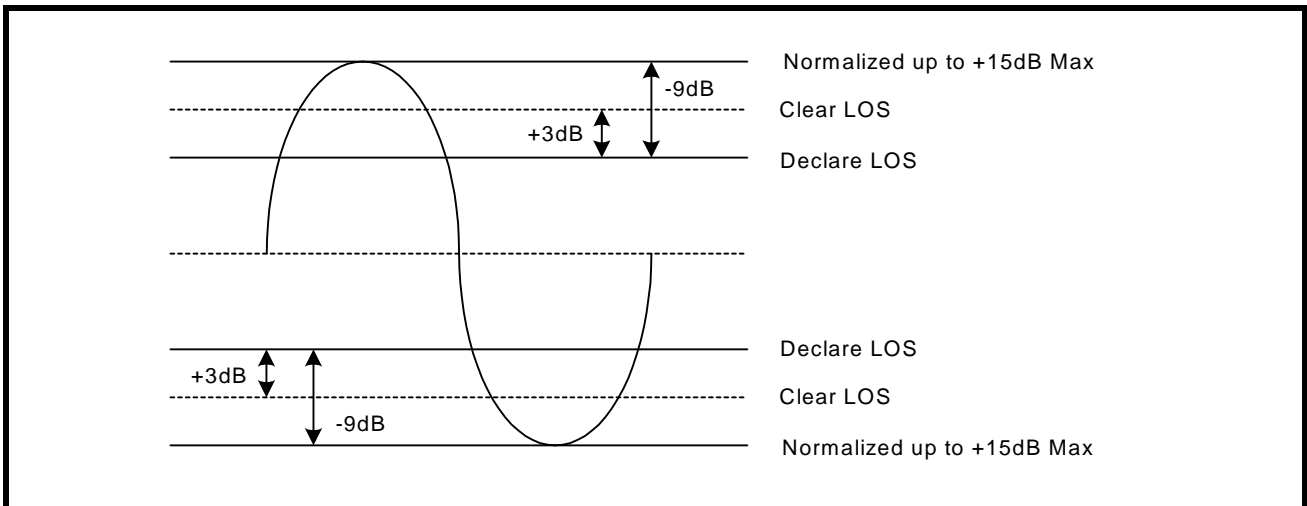 Normalized up to +15dB Max
-9dB
Clear LOS
+3dB
Declare LOS
Declare LOS
+3dB
Clear LOS
-9dB
Normalized up to +15dB Max